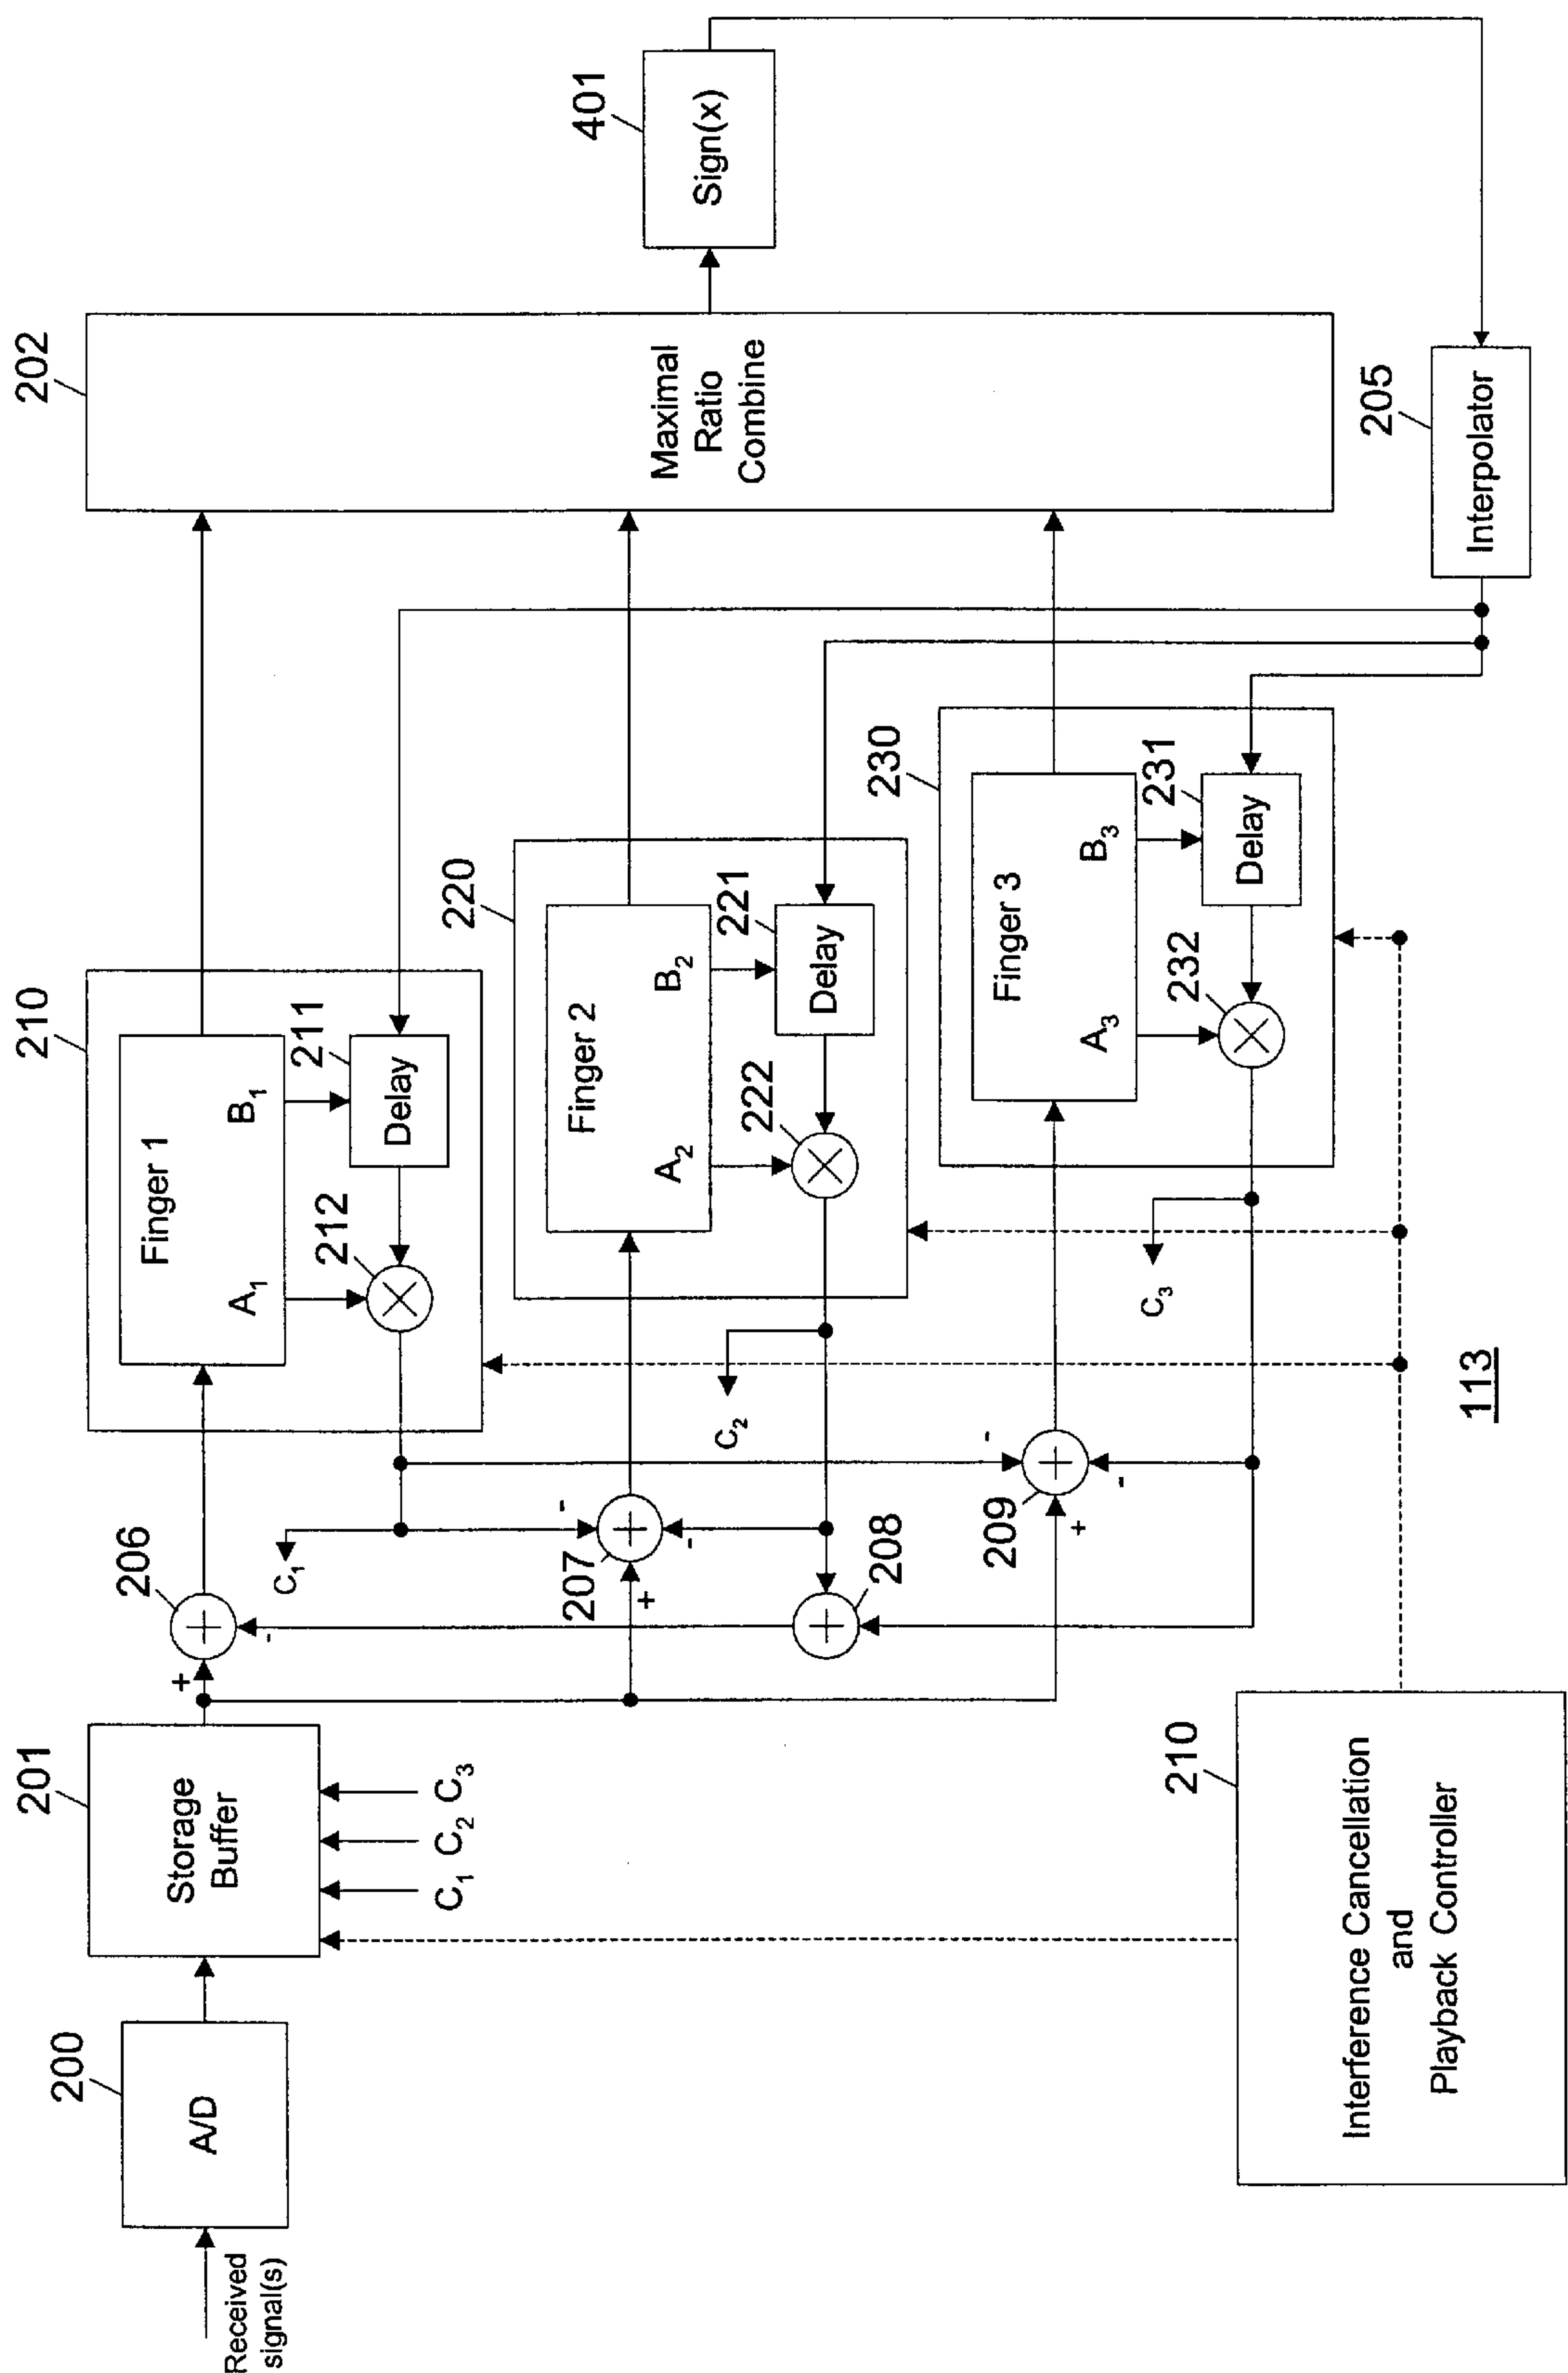 Received
signal(s)
200
A/D
201
Storage
Buffer
C1 C2 C3
+
206
-
+
C1
210
Finger 1
A1
B1
211
Delay
212
207
+
-
-
208
C2
220
Finger 2
A2
B2
221
Delay
222
209
+
-
-
C3
230
Finger 3
A3
B3
231
Delay
232
202
Maximal
Ratio
Combine
401
Sign(x)
205
Interpolator
210
Interference Cancellation
and
Playback Controller
113